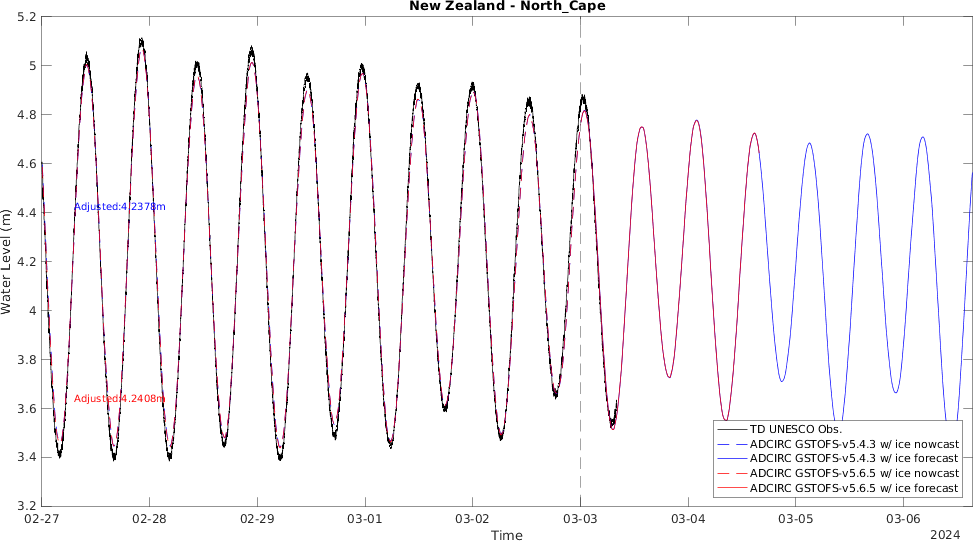 New Zealand - North_Cape
5.2
5
4.8
4.6
4.4
4.2
4
3.8
3.6
3.4
3.2
Water Level (m)
Adjusted:4.2378m
Adjusted:4.2408m
TD UNESCO Obs.
ADCIRC GSTOFS-v5.4.3 w/ ice nowcast
ADCIRC GSTOFS-v5.4.3 w/ ice forecast
ADCIRC GSTOFS-v5.6.5 w/ ice nowcast
ADCIRC GSTOFS-v5.6.5 w/ ice forecast
02-27 02-28 02-29 03-01 03-02 03-03 03-04 03-05 03-06
Time
2024